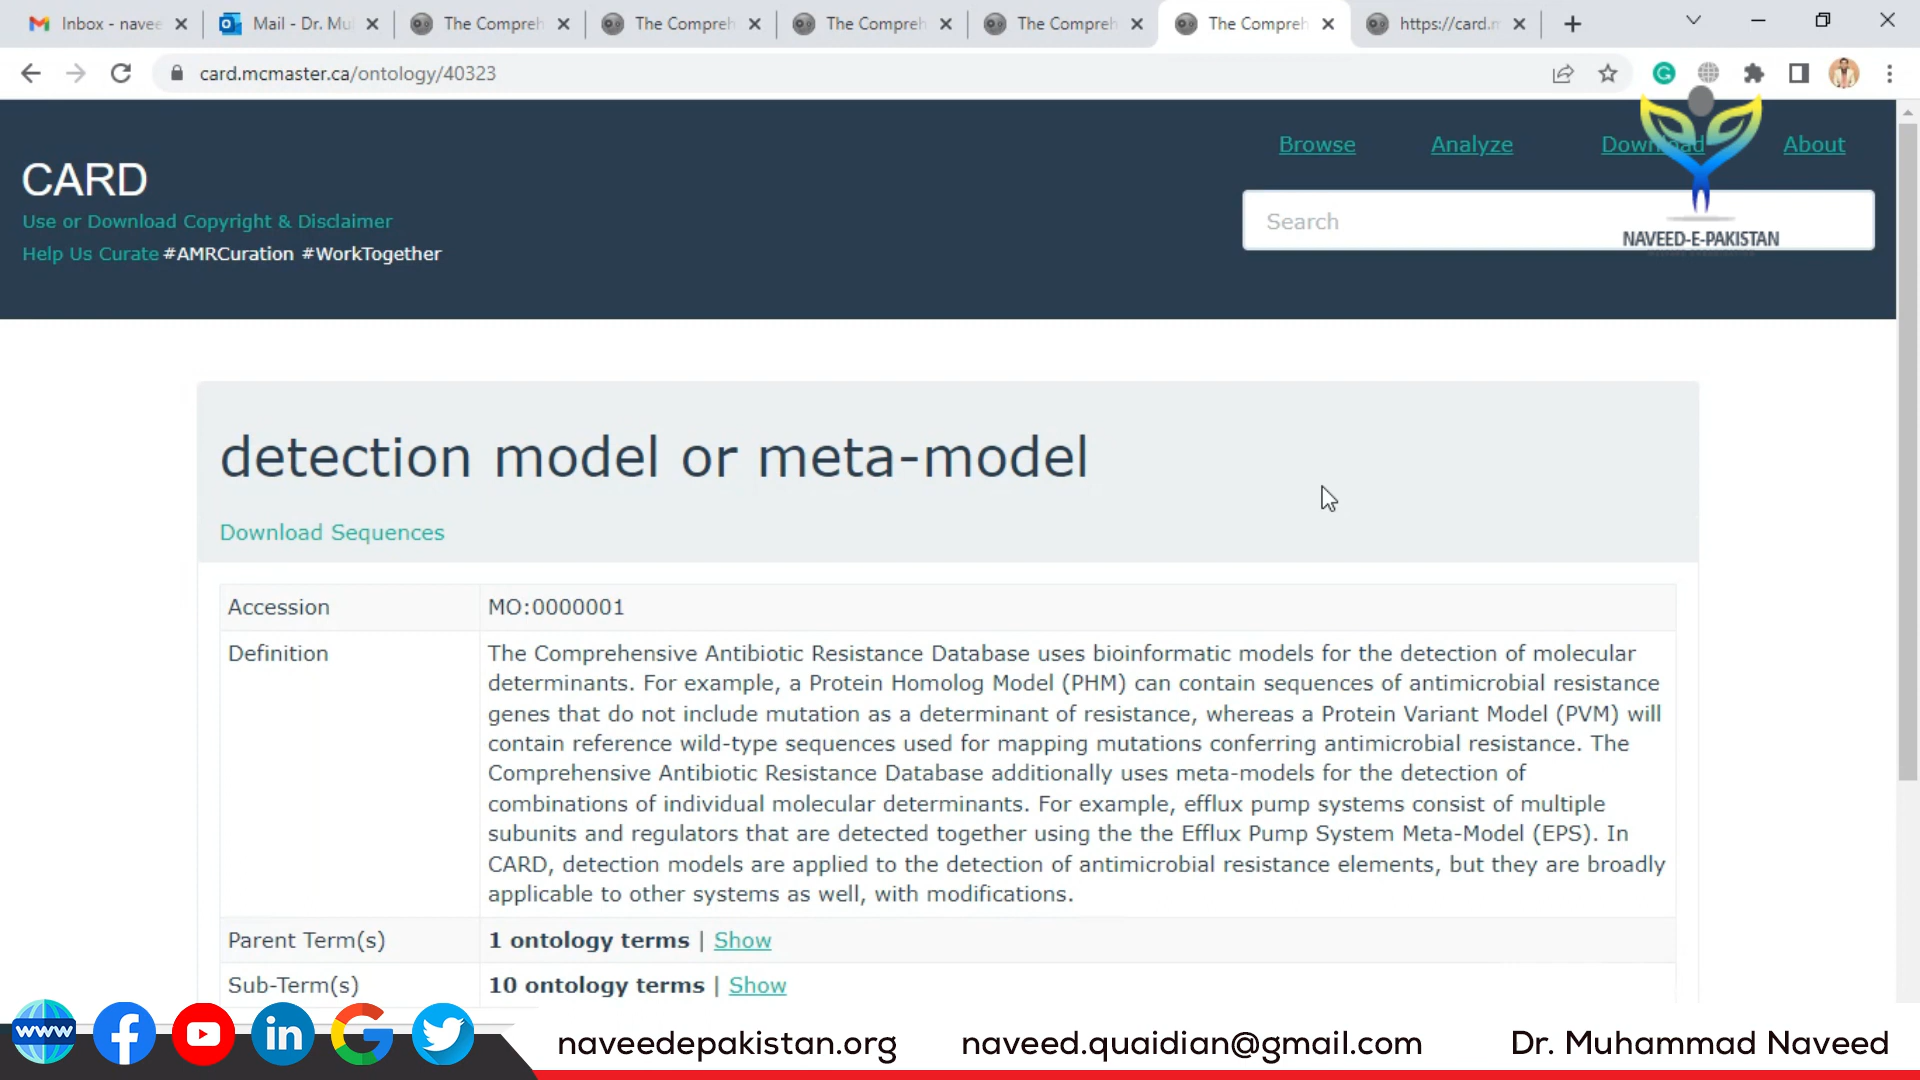 Inbox - navee
Mail - Dr. Mu
The Compreh
The Compreh
The Compreh
The Compreh
The Compreh
https://card.m
card.mcmaster.ca/ontology/40323
Browse
Analyze
Download
About
CARD
Use or Download Copyright & Disclaimer
Help Us Curate #AMRCuration #WorkTogether
Search
NAVEED-E-PAKISTAN
detection model or meta-model
Download Sequences
Accession
MO:0000001
Definition
The Comprehensive Antibiotic Resistance Database uses bioinformatic models for the detection of molecular
determinants. For example, a Protein Homolog Model (PHM) can contain sequences of antimicrobial resistance
genes that do not include mutation as a determinant of resistance, whereas a Protein Variant Model (PVM) will
contain reference wild-type sequences used for mapping mutations conferring antimicrobial resistance. The
Comprehensive Antibiotic Resistance Database additionally uses meta-models for the detection of
combinations of individual molecular determinants. For example, efflux pump systems consist of multiple
subunits and regulators that are detected together using the the Efflux Pump System Meta-Model (EPS). In
CARD, detection models are applied to the detection of antimicrobial resistance elements, but they are broadly
applicable to other systems as well, with modifications.
Parent Term(s)
1 ontology terms | Show
Sub-Term(s)
10 ontology terms | Show
www
naveedepakistan.org
naveed.quaidian@gmail.com
Dr. Muhammad Naveed